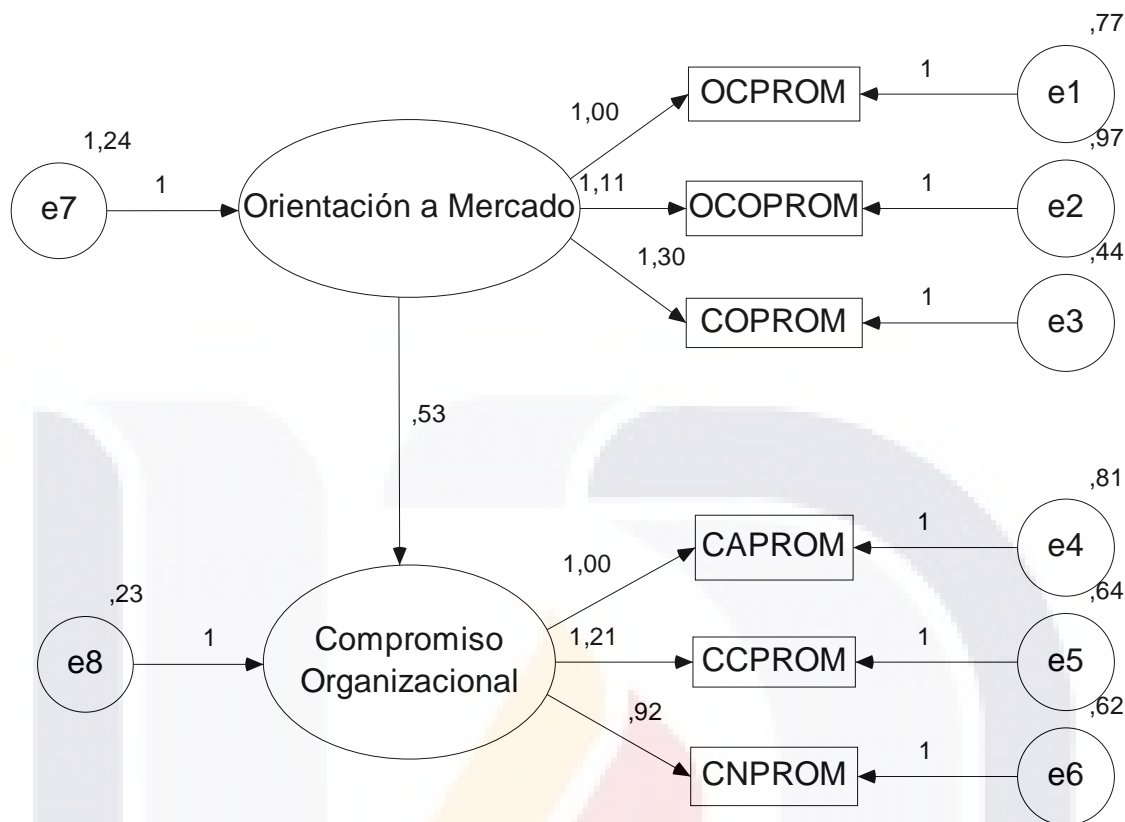 ,77
OCPROM
1
e1
1,00
1,24
,97
e7
1
Orientación a Mercado
1,11
OCOPROM
1
e2
,44
1,30
COPROM
1
e3
,53
,81
CAPROM
1
e4
1,00
,23
,64
e8
1
Compromiso
Organizacional
1,21
CCPROM
1
e5
,62
,92
CNPROM
1
e6